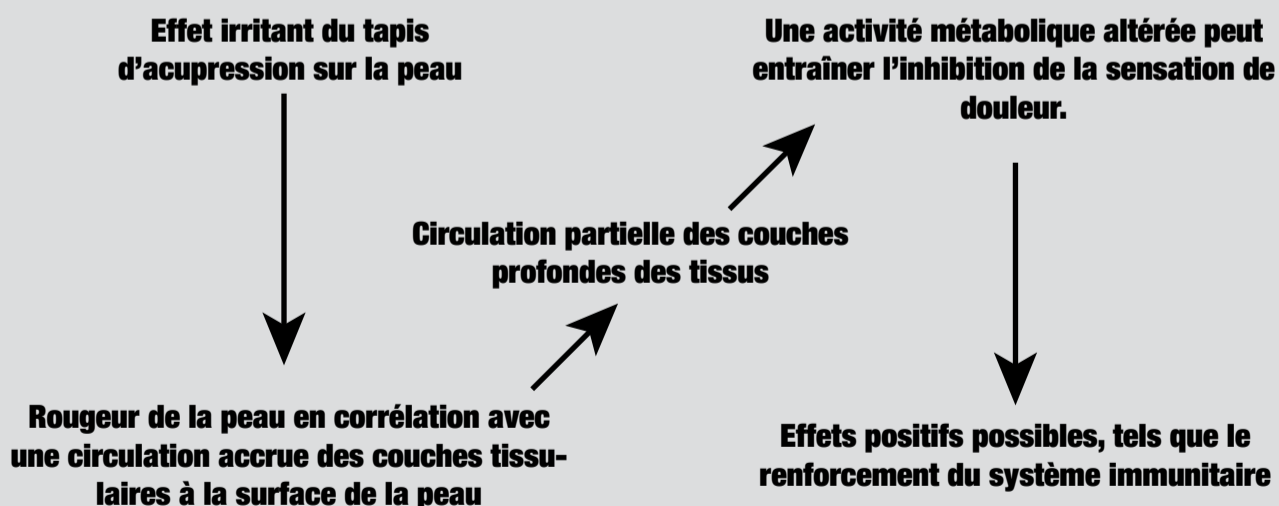 Effet irritant du tapis
d'acupression sur la peau
Rougeur de la peau en corrélation avec
une circulation accrue des couches tissu-
laires à la surface de la peau
Circulation partielle des couches
profondes des tissus
Une activité métabolique altérée peut
entraîner l'inhibition de la sensation de
douleur.
Effets positifs possibles, tels que le
renforcement du système immunitaire